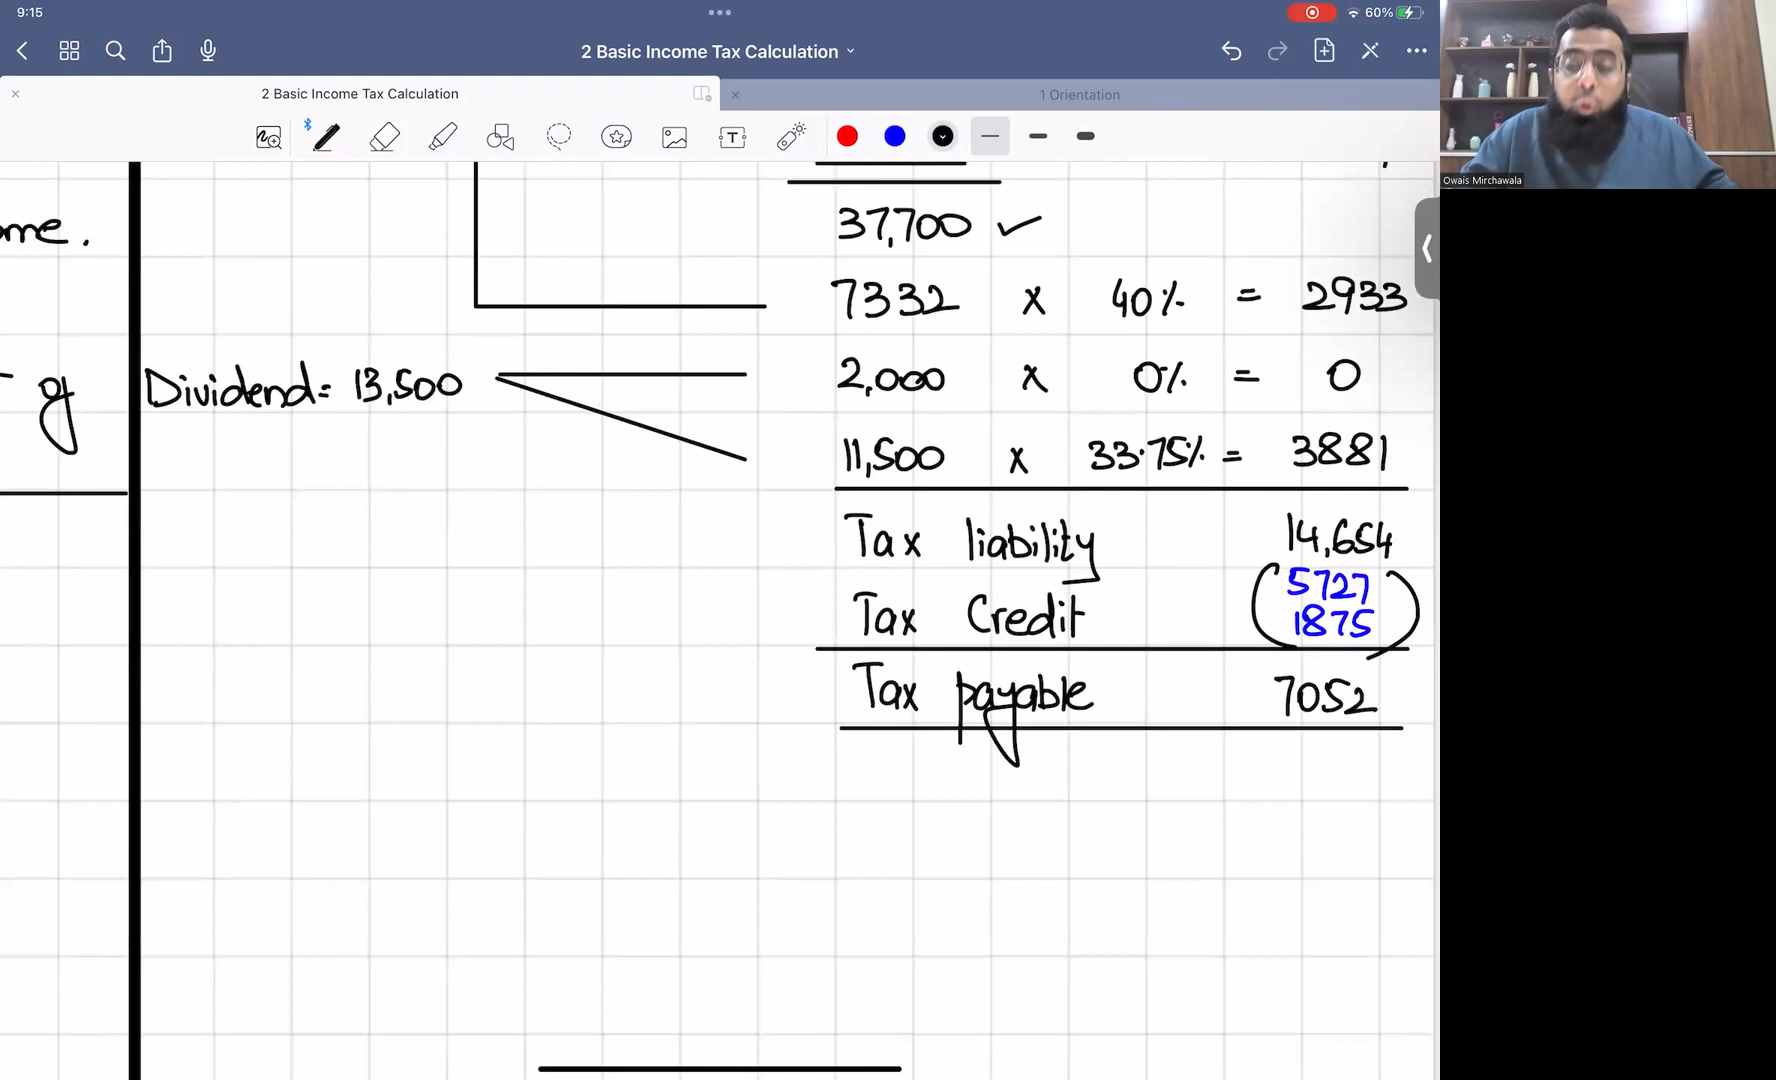 9:15
60%
2 Basic Income Tax Calculation
2 Basic Income Tax Calculation
1 Orientation
T
Owais Mirchawala
ome.
37,700 ✓
7332 x 40% = 2933
of
Dividend = 13,500
2,000 x 0% = 0
11,500 x 33.75% = 3881
Tax liability 14,654
Tax Credit (5727
1875)
Tax payable 7052